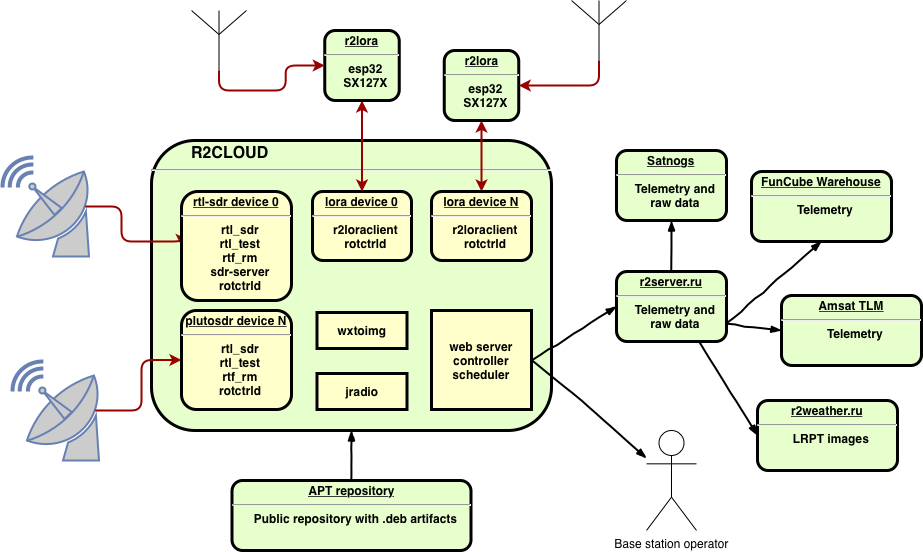 r2lora
esp32
SX127X
r2lora
esp32
SX127X
R2CLOUD
rtl-sdr device 0
rtl_sdr
rtl_test
rtf_rm
sdr-server
rotctrld
lora device 0
r2loraclient
rotctrld
lora device N
r2loraclient
rotctrld
plutosdr device N
rtl_sdr
rtl_test
rtf_rm
rotctrld
wxtoimg
jradio
web server
controller
scheduler
Satnogs
Telemetry and
raw data
FunCube Warehouse
Telemetry
r2server.ru
Telemetry and
raw data
Amsat TLM
Telemetry
r2weather.ru
LRPT images
APT repository
Public repository with .deb artifacts
Base station operator